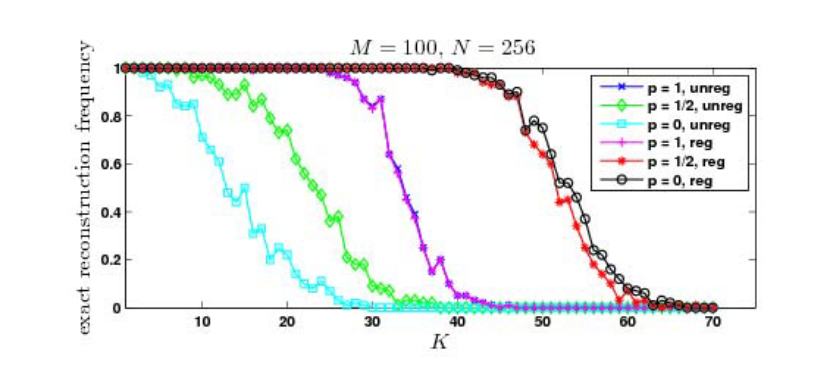 M = 100, N = 256
exact reconstruction frequency
1
0.8
0.6
0.4
0.2
0
10 20 30 40 50 60 70
K
p = 1, unreg
p = 1/2, unreg
p = 0, unreg
p = 1, reg
p = 1/2, reg
p = 0, reg